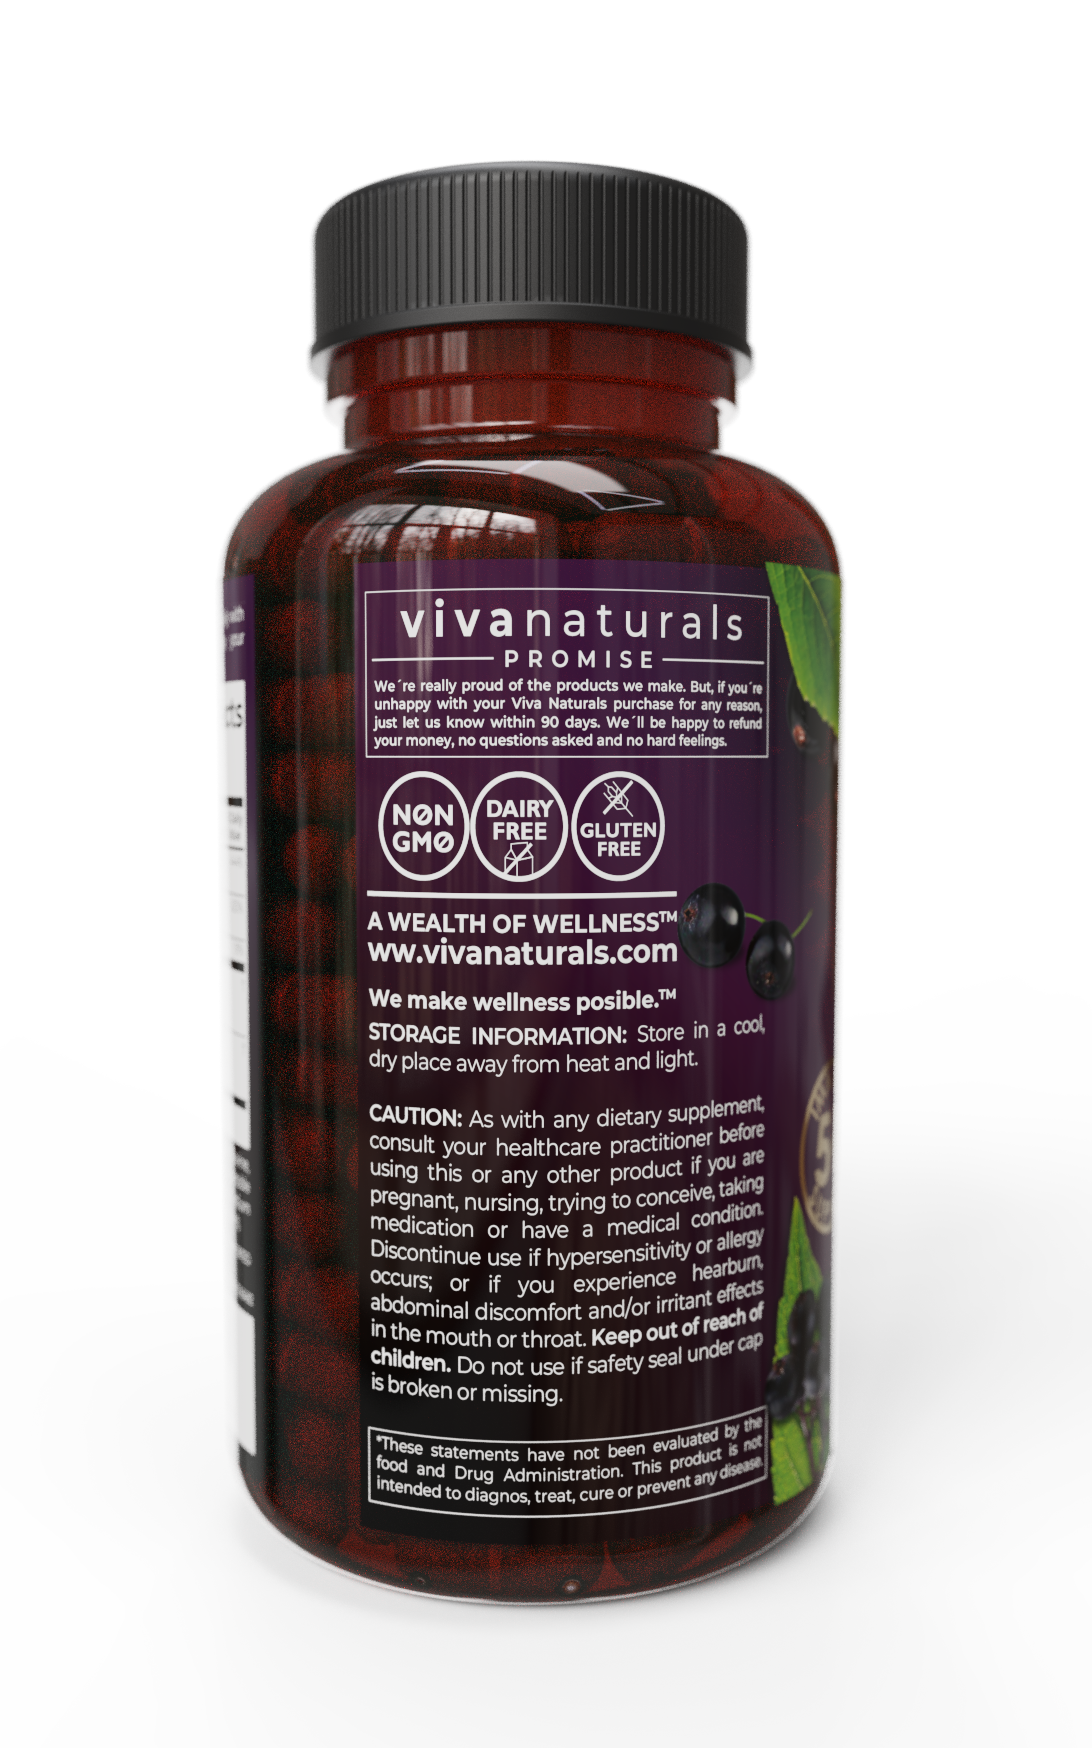 vivanaturals
PROMISE
We´re really proud of the products we make. But, if you´re
unhappy with your Viva Naturals purchase for any reason,
just let us know within 90 days. We´ll be happy to refund
your money, no questions asked and no hard feelings.
NØN
GMØ
DAIRY
FREE
GLUTEN
FREE
A WEALTH OF WELLNESS™
ww.vivanaturals.com
We make wellness posible.™
STORAGE INFORMATION: Store in a cool,
dry place away from heat and light.
CAUTION: As with any dietary supplement,
consult your healthcare practitioner before
using this or any other product if you are
pregnant, nursing, trying to conceive, taking
medication or have a medical condition.
Discontinue use if hypersensitivity or allergy
occurs; or if you experience hearburn,
abdominal discomfort and/or irritant effects
in the mouth or throat. Keep out of reach of
children. Do not use if safety seal under cap
is broken or missing.
*These statements have not been evaluated by the
food and Drug Administration. This product is not
intended to diagnos, treat, cure or prevent any disease.
5